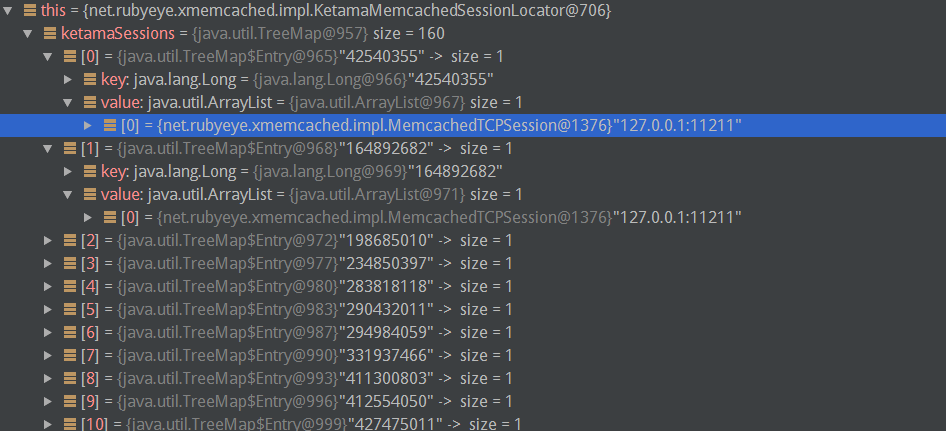 this = {net.rubyeye.xmemcached.impl.KetamaMemcachedSessionLocator@706}
ketamaSessions = {java.util.TreeMap@957} size = 160
[0] = {java.util.TreeMap$Entry@965}"42540355" -> size = 1
key: java.lang.Long = {java.lang.Long@966}"42540355"
value: java.util.ArrayList = {java.util.ArrayList@967} size = 1
[0] = {net.rubyeye.xmemcached.impl.MemcachedTCPSession@1376}"127.0.0.1:11211"
[1] = {java.util.TreeMap$Entry@968}"164892682" -> size = 1
key: java.lang.Long = {java.lang.Long@969}"164892682"
value: java.util.ArrayList = {java.util.ArrayList@971} size = 1
[0] = {net.rubyeye.xmemcached.impl.MemcachedTCPSession@1376}"127.0.0.1:11211"
[2] = {java.util.TreeMap$Entry@972}"198685010" -> size = 1
[3] = {java.util.TreeMap$Entry@977}"234850397" -> size = 1
[4] = {java.util.TreeMap$Entry@980}"283818118" -> size = 1
[5] = {java.util.TreeMap$Entry@983}"290432011" -> size = 1
[6] = {java.util.TreeMap$Entry@987}"294984059" -> size = 1
[7] = {java.util.TreeMap$Entry@990}"331937466" -> size = 1
[8] = {java.util.TreeMap$Entry@993}"411300803" -> size = 1
[9] = {java.util.TreeMap$Entry@996}"412554050" -> size = 1
[10] = {java.util.TreeMap$Entry@999}"427475011" -> size = 1